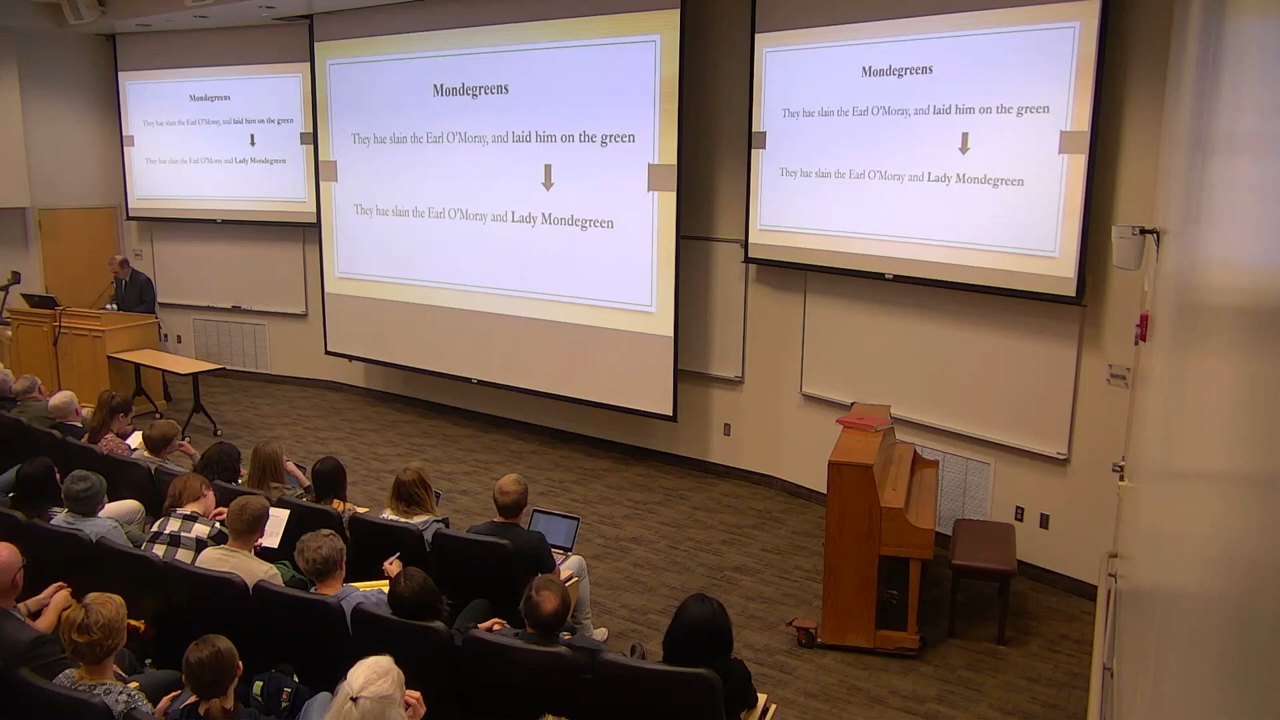 Mondegreens
They hae slain the Earl O'Moray, and laid him on the green
They hae slain the Earl O'Moray and Lady Mondegreen
Mondegreens
They hae slain the Earl O'Moray, and laid him on the green
They hae slain the Earl O'Moray and Lady Mondegreen
Mondegreens
They hae slain the Earl O'Moray, and laid him on the green
They hae slain the Earl O'Moray and Lady Mondegreen